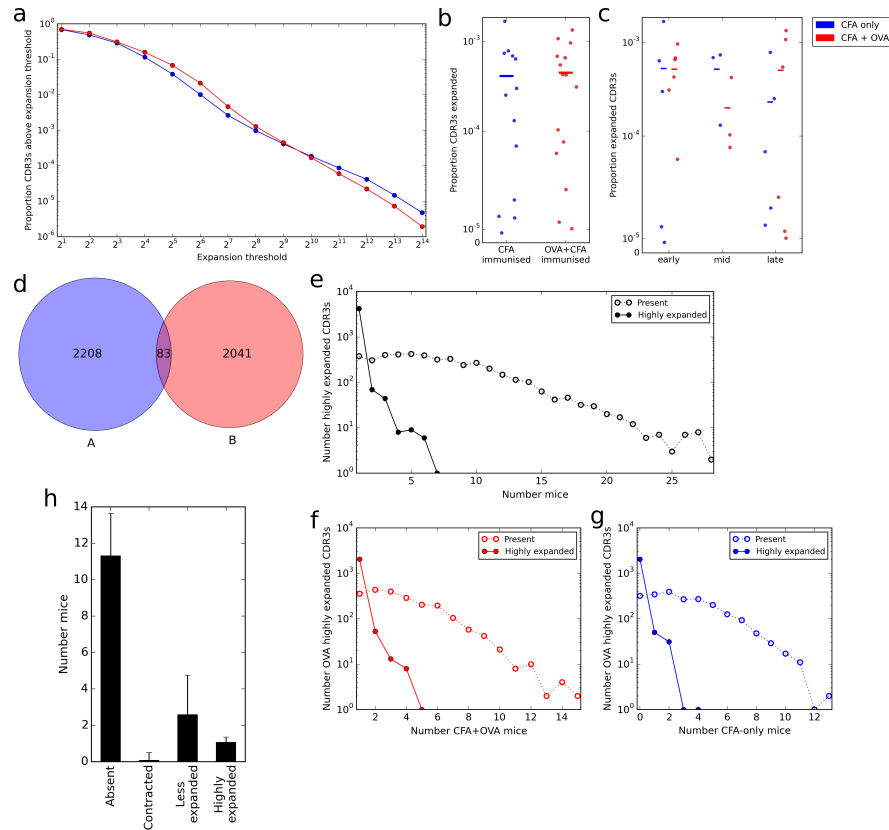 a
Proportion CDR3s above expansion threshold
10^0
10^-1
10^-2
10^-3
10^-4
10^-5
10^-6
2^1 2^2 2^3 2^4 2^5 2^6 2^7 2^8 2^9 2^10 2^11 2^12 2^13 2^14
Expansion threshold
b
Proportion CDR3s expanded
10^-3
10^-4
10^-5
0
CFA immunised
OVA+CFA immunised
c
Proportion expanded CDR3s
10^-3
10^-4
10^-5
0
early mid late
CFA only
CFA + OVA
d
2208 83 2041
A B
e
Number highly expanded CDR3s
10^4
10^3
10^2
10^1
10^0
5 10 15 20 25
Number mice
Present
Highly expanded
h
Number mice
14
12
10
8
6
4
2
0
Absent
Contracted
Less expanded
Highly expanded
f
Number OVA highly expanded CDR3s
10^4
10^3
10^2
10^1
10^0
2 4 6 8 10 12 14
Number CFA+OVA mice
Present
Highly expanded
g
Number OVA highly expanded CDR3s
10^4
10^3
10^2
10^1
10^0
0 2 4 6 8 10 12
Number CFA-only mice
Present
Highly expanded